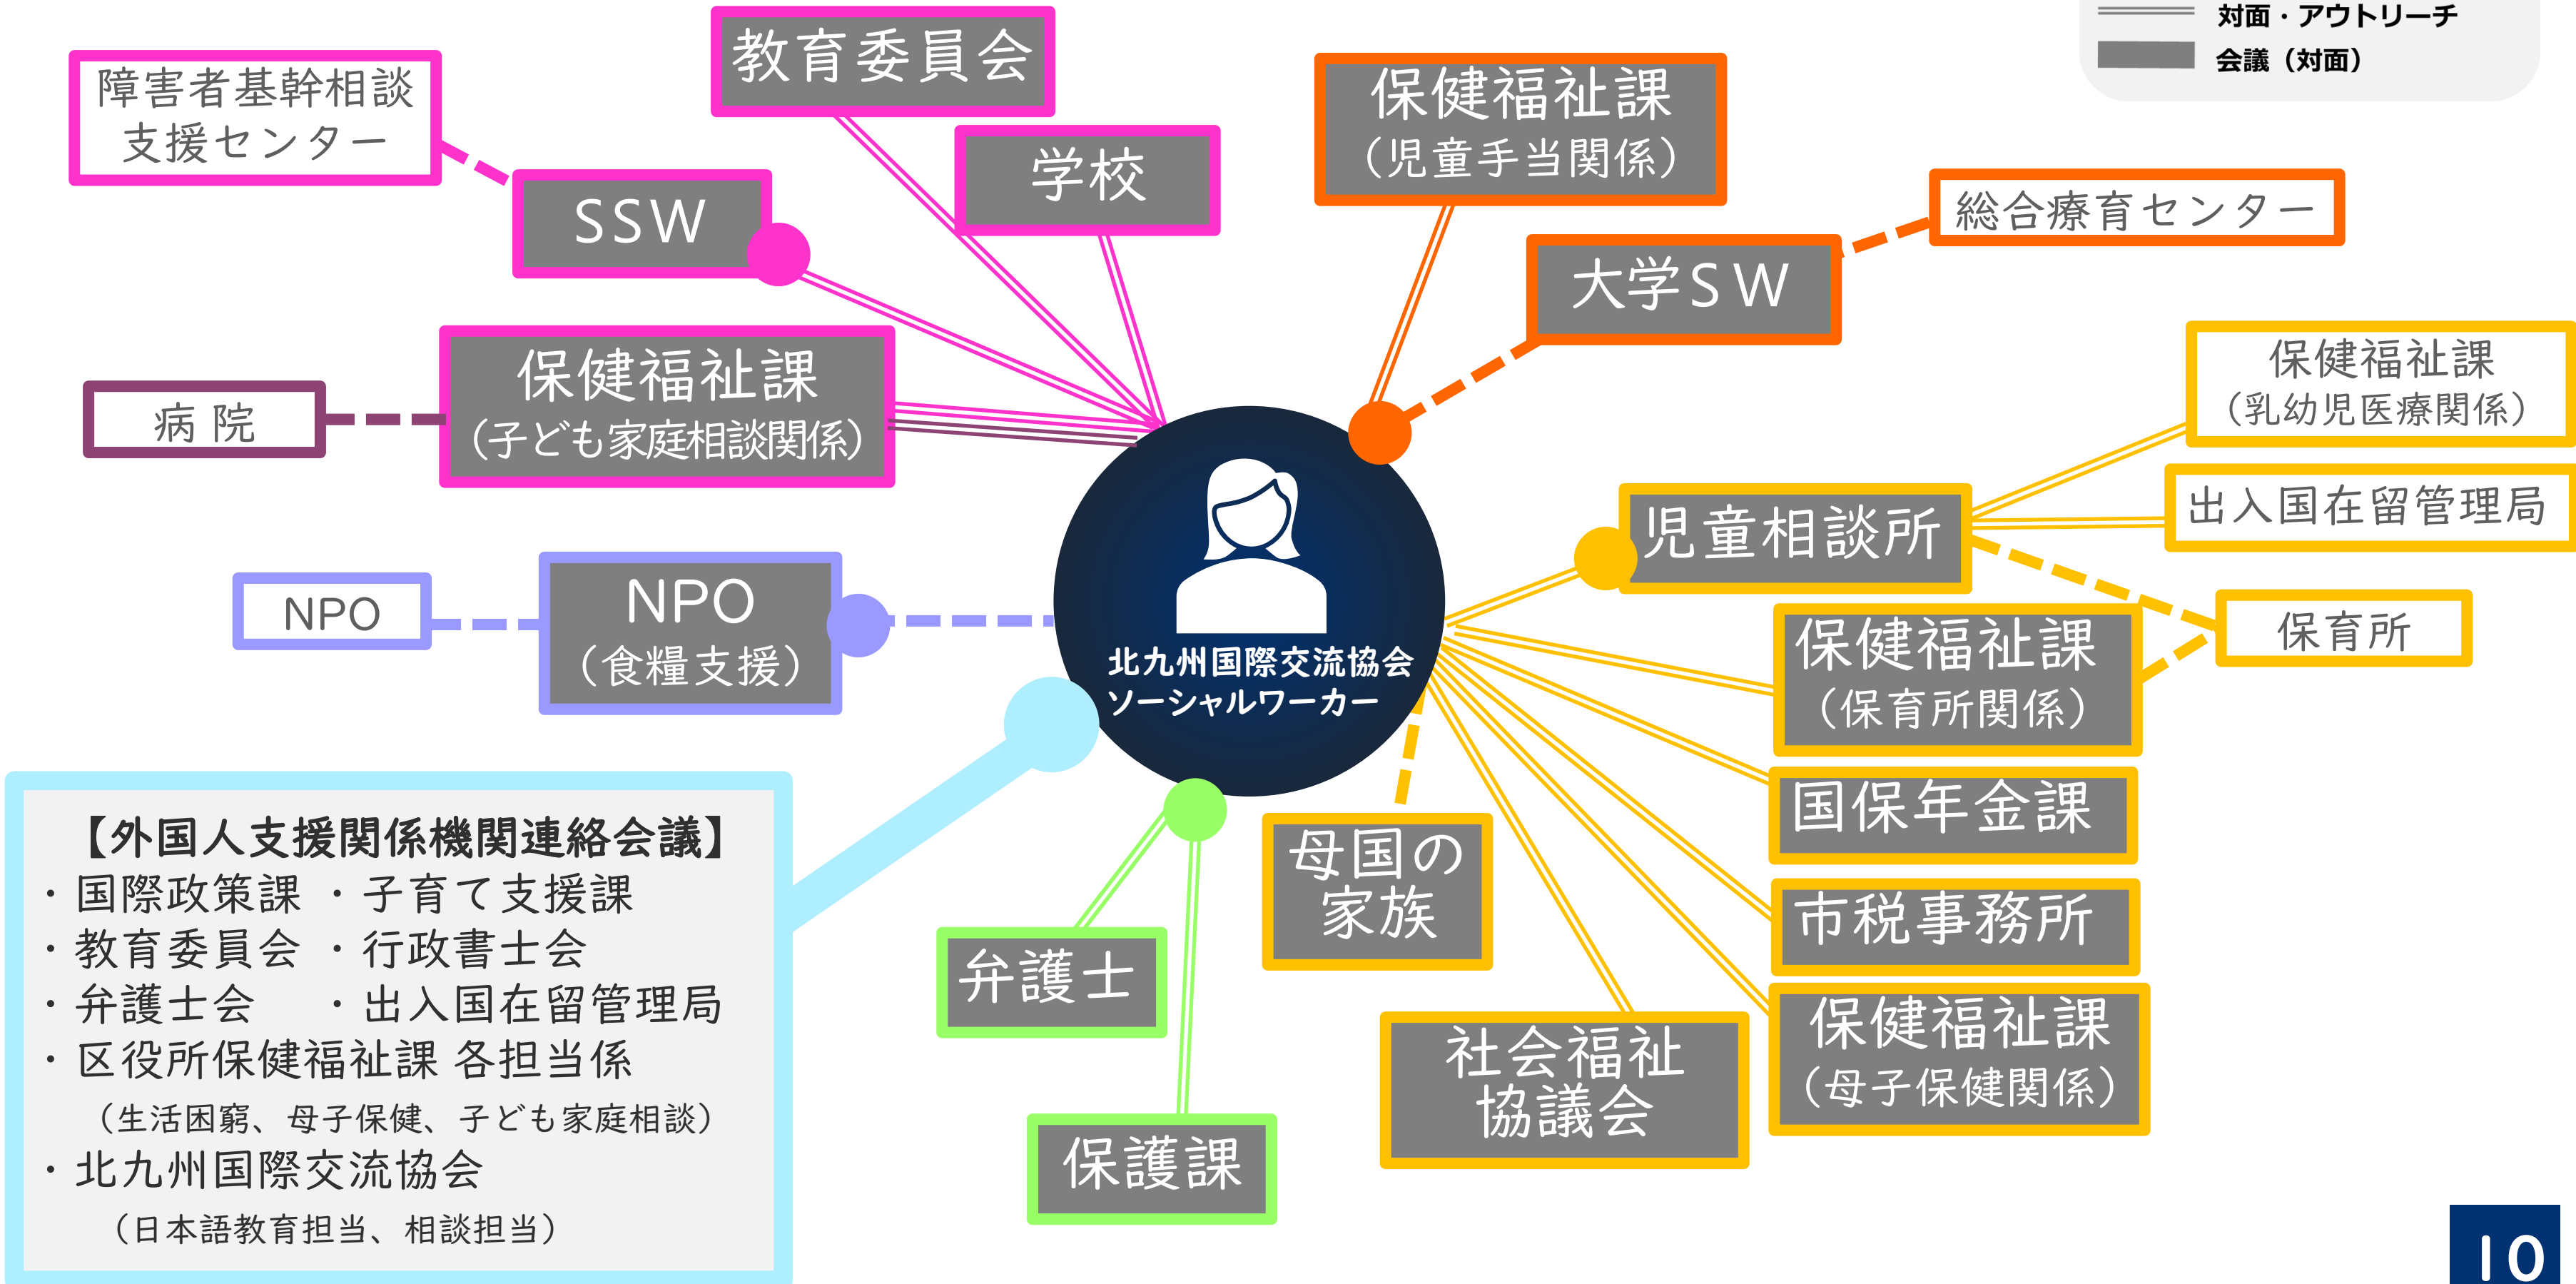 対面・アウトリーチ
会議（対面）
障害者基幹相談
支援センター
教育委員会
学校
SSW
保健福祉課
（子ども家庭相談関係）
病院
NPO
NPO
（食糧支援）
保健福祉課
（児童手当関係）
大学ＳＷ
総合療育センター
保健福祉課
（乳幼児医療関係）
出入国在留管理局
児童相談所
保育所
保健福祉課
（保育所関係）
国保年金課
市税事務所
保健福祉課
（母子保健関係）
社会福祉
協議会
母国の
家族
弁護士
保護課
北九州国際交流協会
ソーシャルワーカー
【外国人支援関係機関連絡会議】
・国際政策課 ・子育て支援課
・教育委員会 ・行政書士会
・弁護士会 ・出入国在留管理局
・区役所保健福祉課 各担当係
（生活困窮、母子保健、子ども家庭相談）
・北九州国際交流協会
（日本語教育担当、相談担当）
10